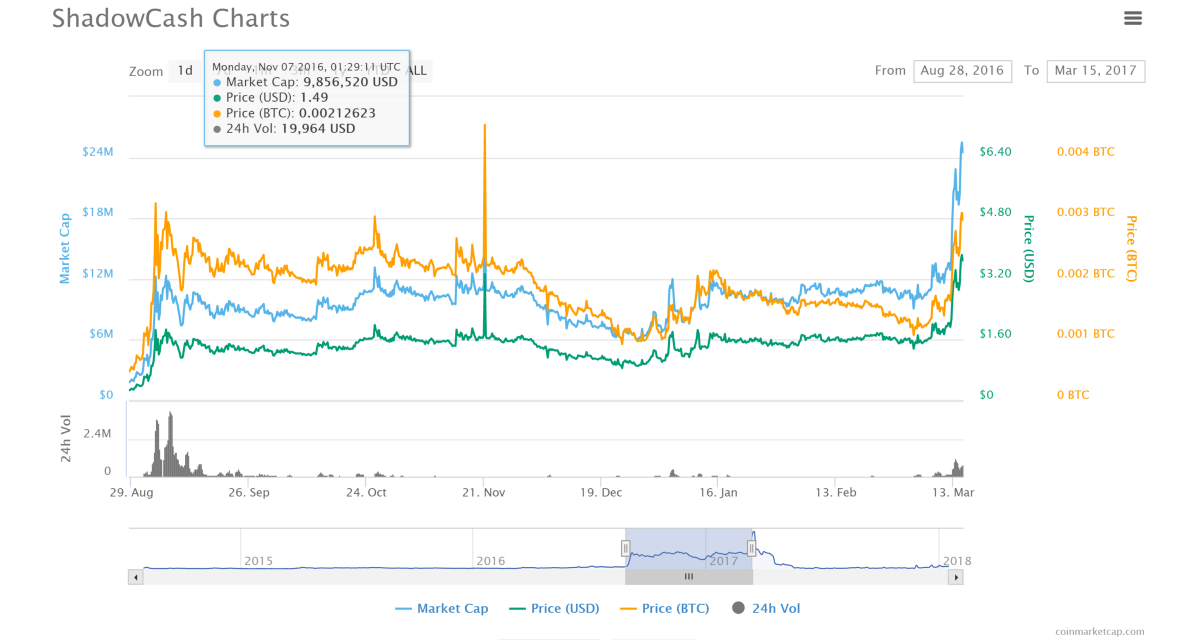 ShadowCash Charts
Zoom 1d ALL
From Aug 28, 2016 To Mar 15, 2017
Monday, Nov 07 2016, 01:29:11 UTC
Market Cap: 9,856,520 USD
Price (USD): 1.49
Price (BTC): 0.00212623
24h Vol: 19,964 USD
$24M $6.40 0.004 BTC
$18M $4.80 0.003 BTC
$12M $3.20 0.002 BTC
$6M $1.60 0.001 BTC
$0 $0 0 BTC
Market Cap
Price (USD)
Price (BTC)
24h Vol
2.4M
0
29. Aug 26. Sep 24. Oct 21. Nov 19. Dec 16. Jan 13. Feb 13. Mar
2015 2016 2017 2018
Market Cap Price (USD) Price (BTC) 24h Vol
coinmarketcap.com